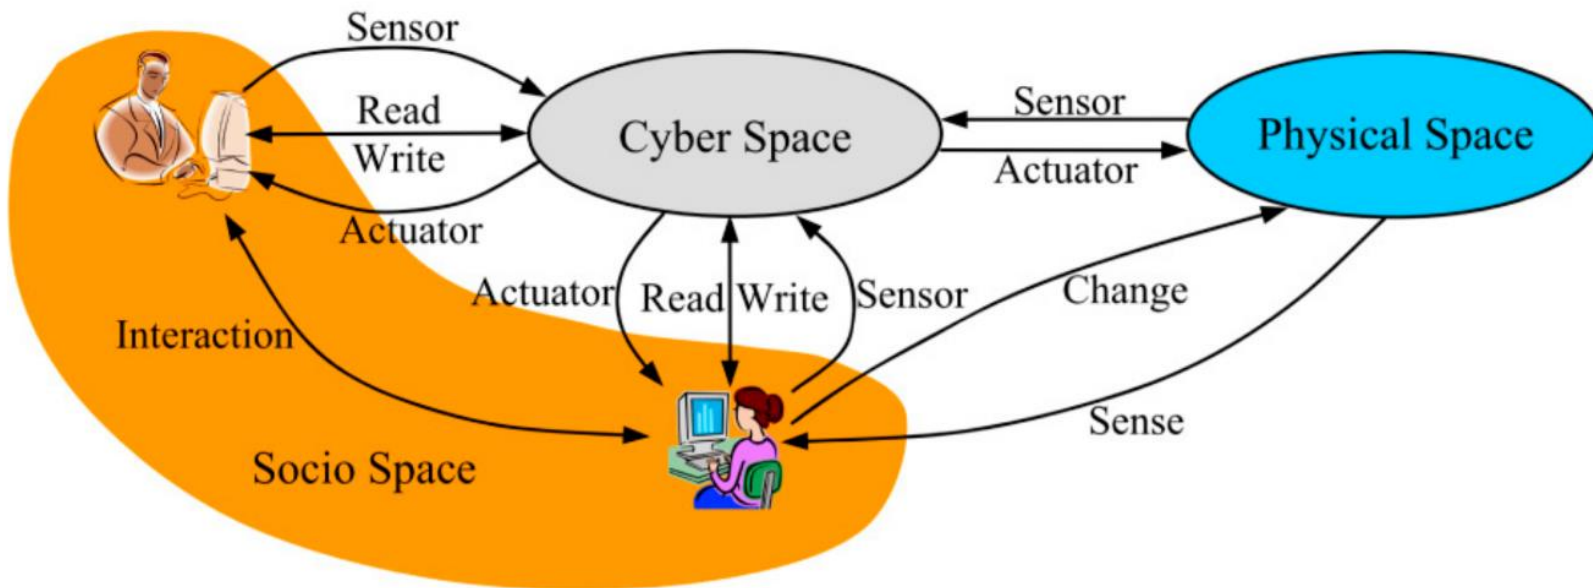 Sensor
Read
Write
Actuator
Cyber Space
Sensor
Actuator
Physical Space
Actuator
Read Write
Sensor
Change
Sense
Interaction
Socio Space